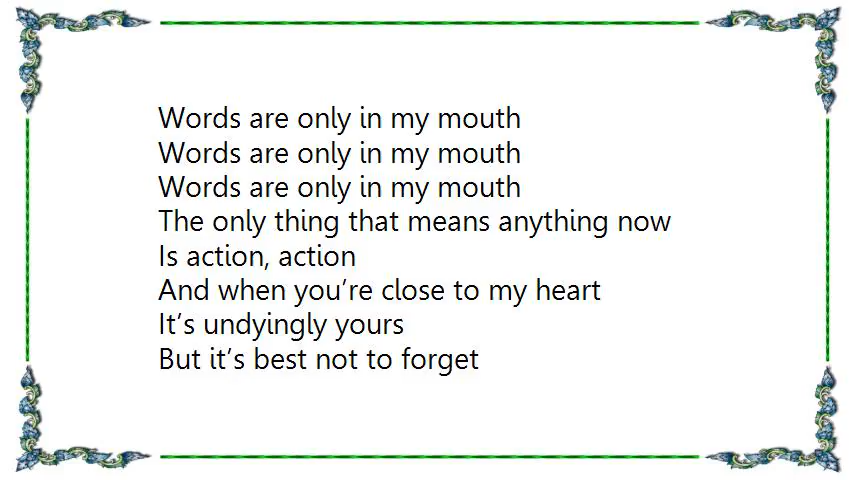 Words are only in my mouth
Words are only in my mouth
Words are only in my mouth
The only thing that means anything now
Is action, action
And when you’re close to my heart
It’s undyingly yours
But it’s best not to forget